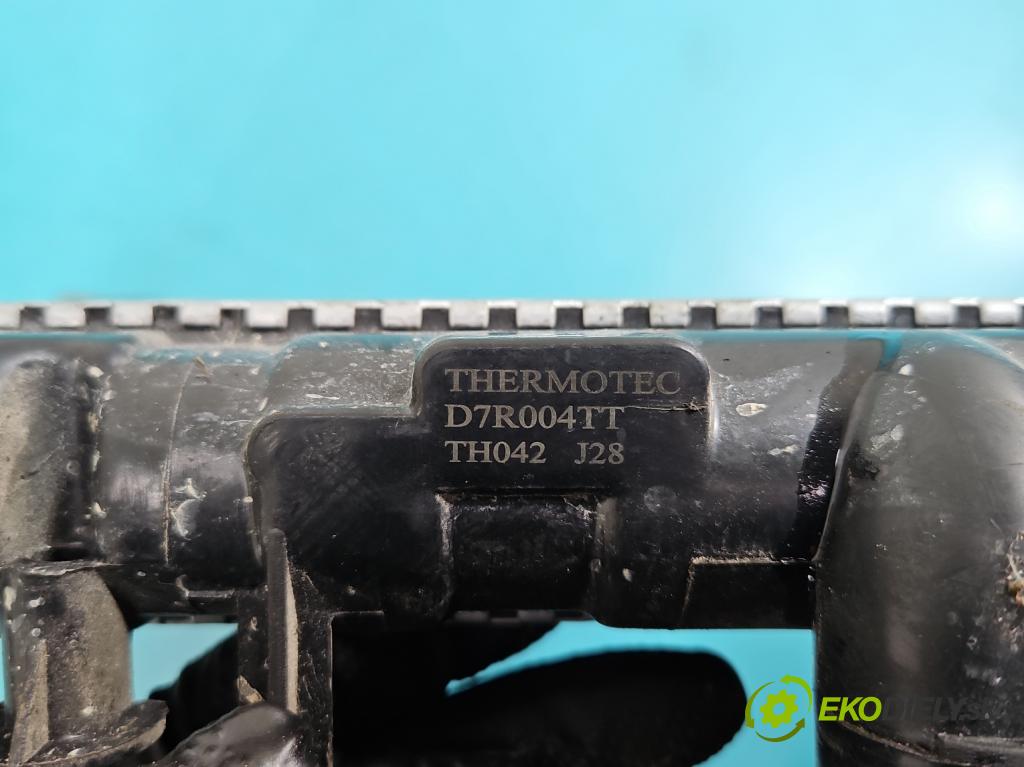 THERMOTEC
D7R004TT
TH042 J28
EKODIELY